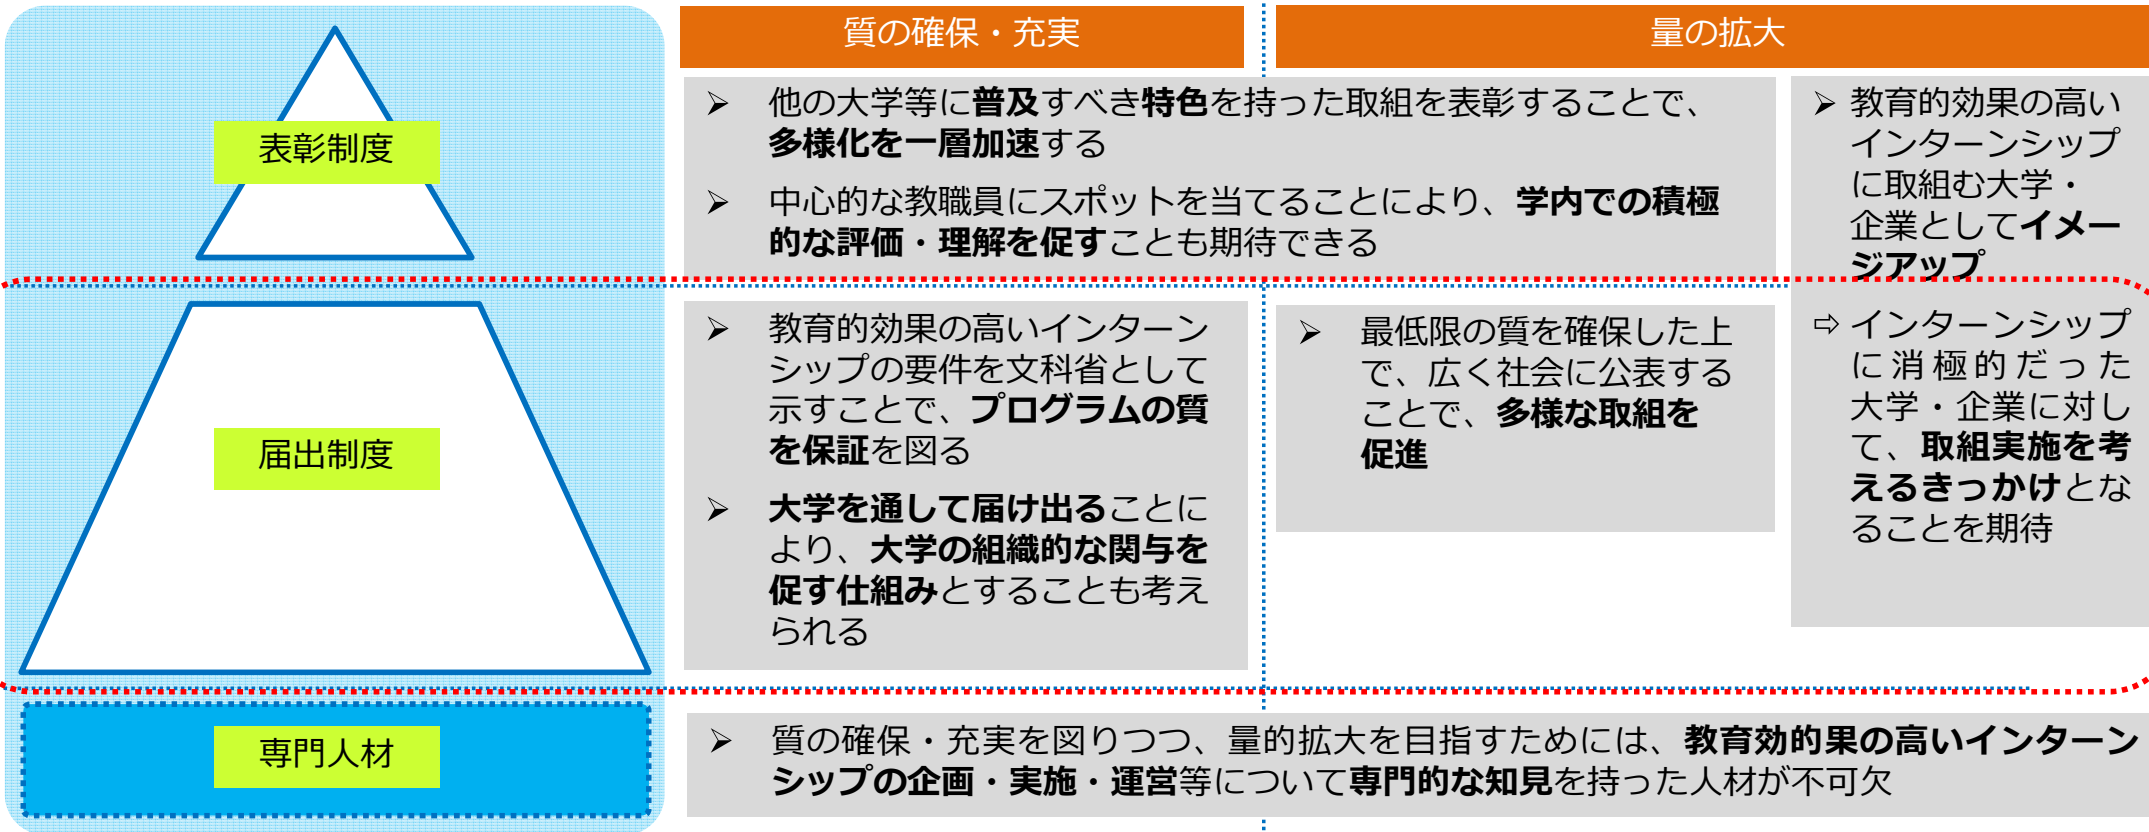 質の確保・充実
量の拡大
表彰制度
➢ 他の大学等に普及すべき特色を持った取組を表彰することで、
多様化を一層加速する
➢ 中心的な教職員にスポットを当てることにより、学内での積極
的な評価・理解を促すことも期待できる
➢ 教育的効果の高い
インターンシップ
に取組む大学・
企業としてイメー
ジアップ
⇨ インターンシップ
に消極的だった
大学・企業に対し
て、取組実施を考
えるきっかけとな
ることを期待
届出制度
➢ 教育的効果の高いインターン
シップの要件を文科省として
示すことで、プログラムの質
を保証を図る
➢ 大学を通して届け出ることに
より、大学の組織的な関与を
促す仕組みとすることも考え
られる
➢ 最低限の質を確保した上
で、広く社会に公表する
ことで、多様な取組を
促進
専門人材
➢ 質の確保・充実を図りつつ、量的拡大を目指すためには、教育効的果の高いインターン
シップの企画・実施・運営等について専門的な知見を持った人材が不可欠